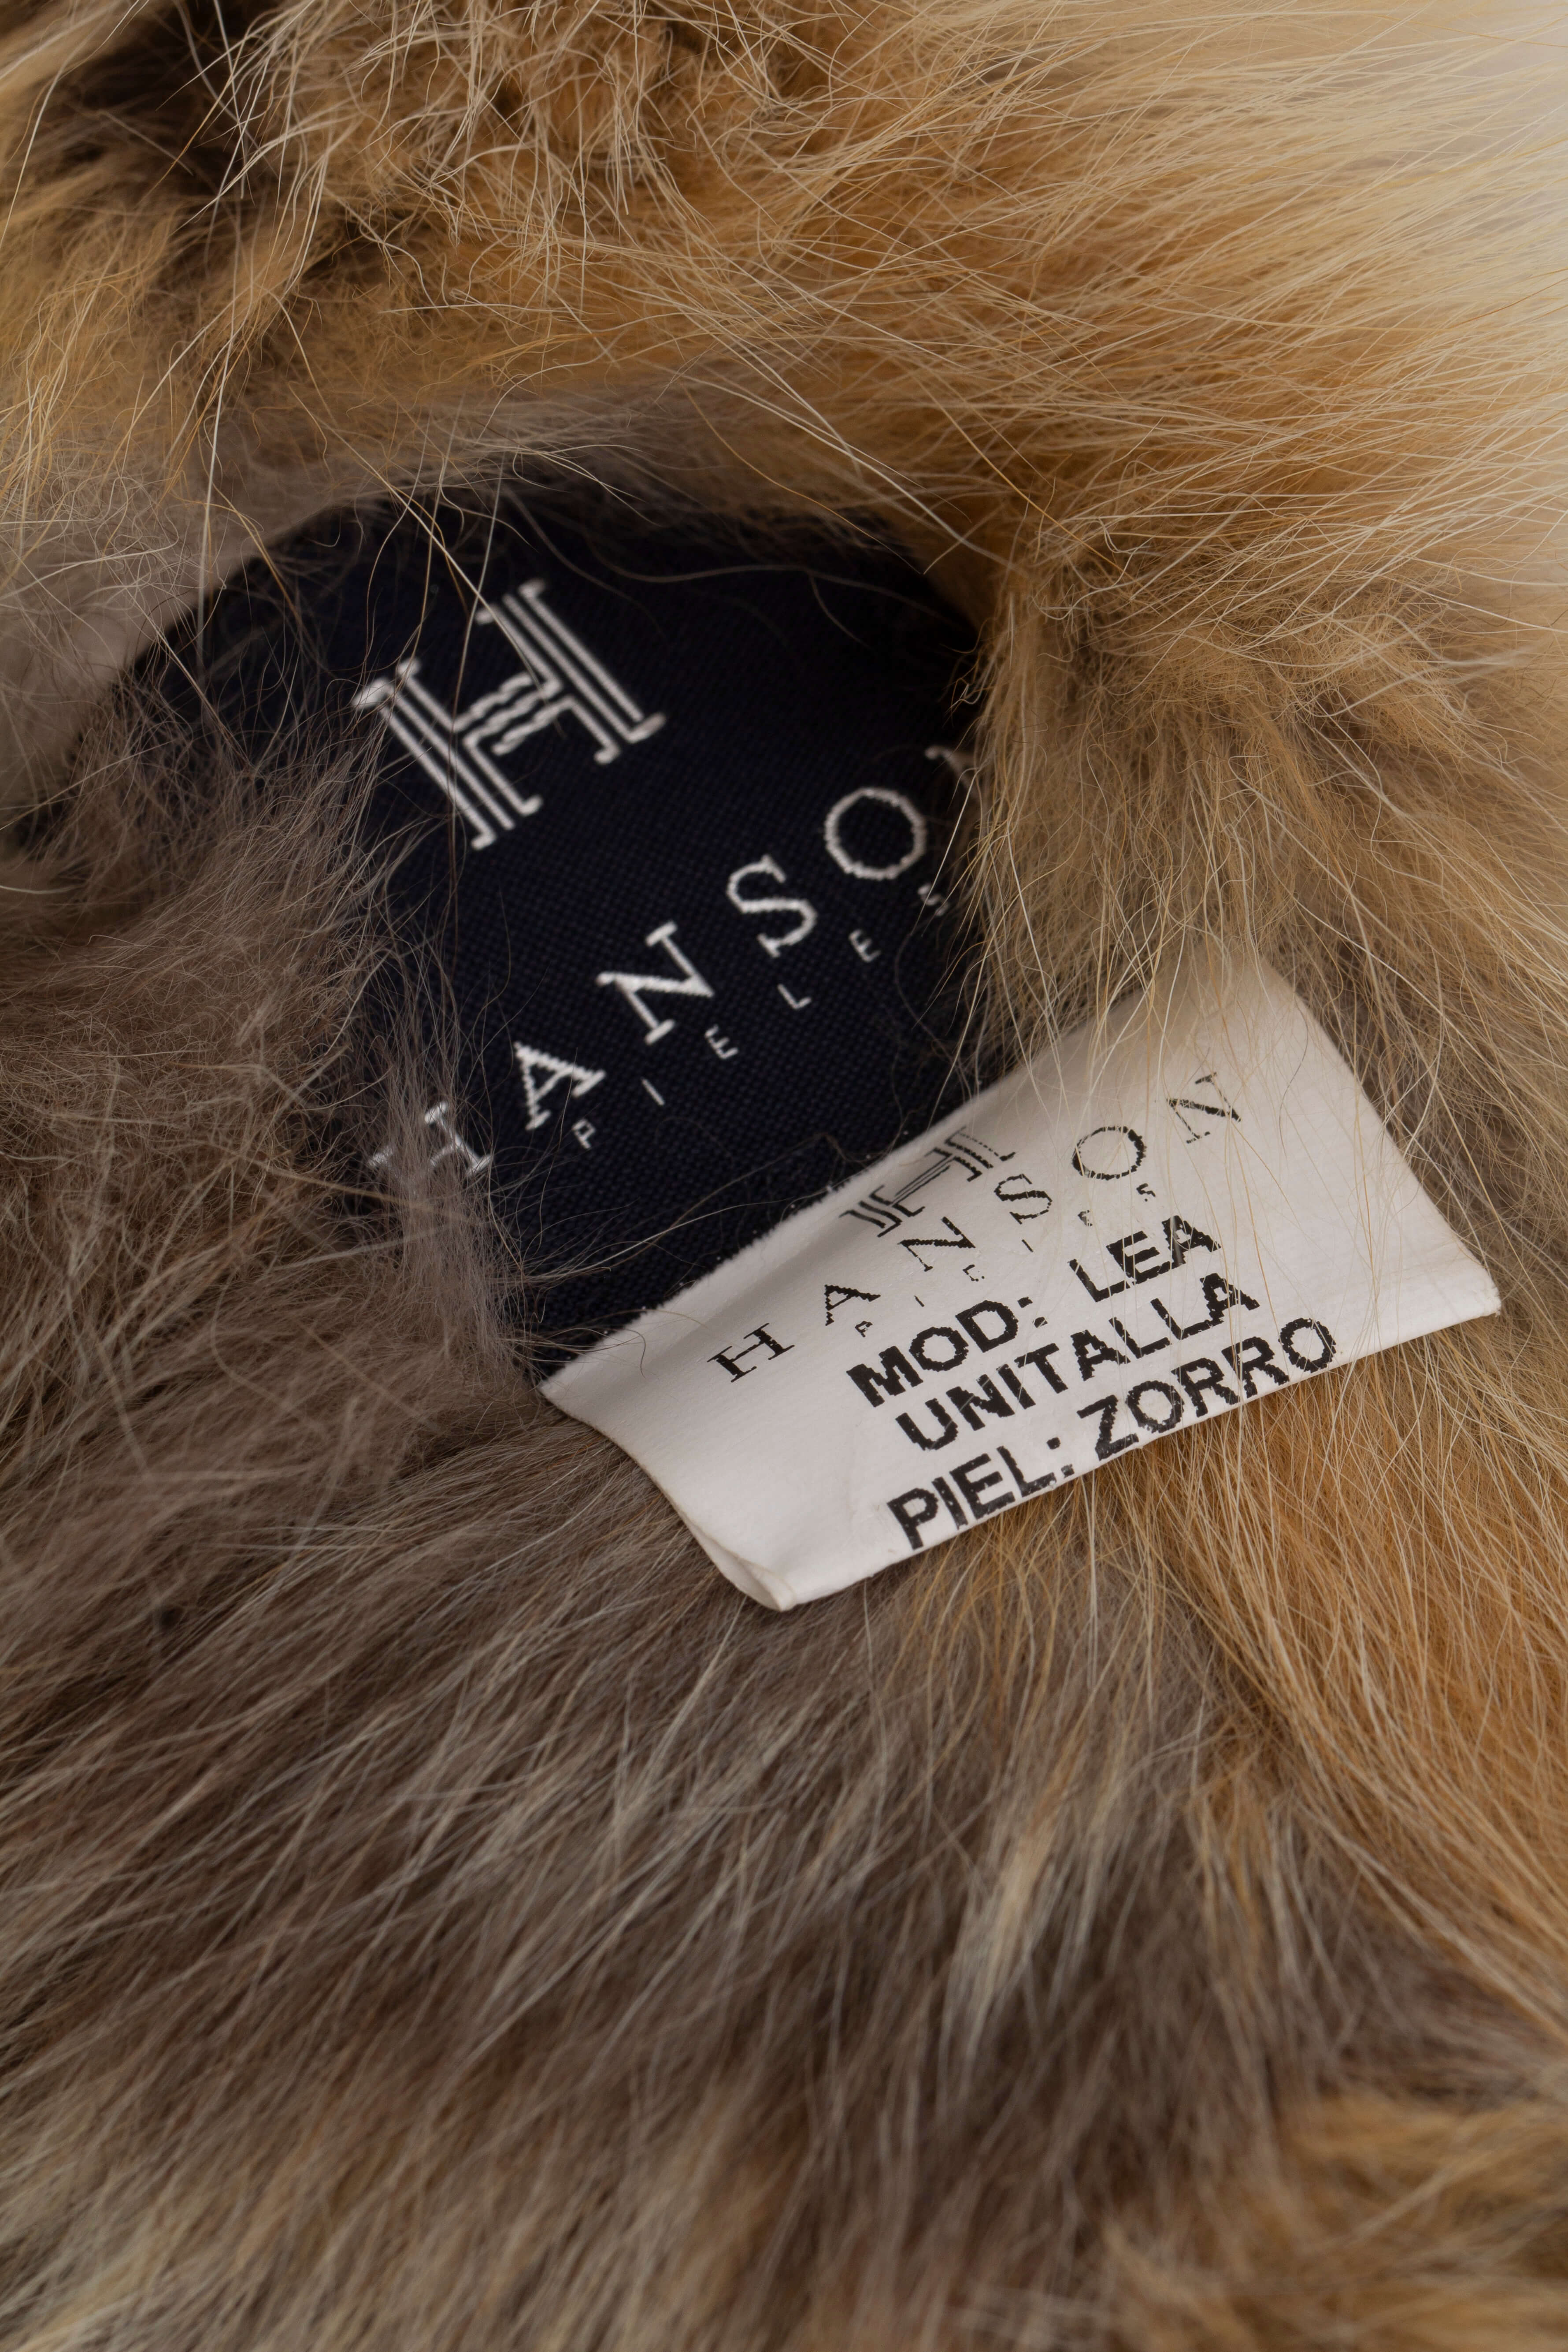 H
HANSON
PIELES
H
HANSON
PIELES
MOD: LEA
UNITALLA
PIEL: ZORRO